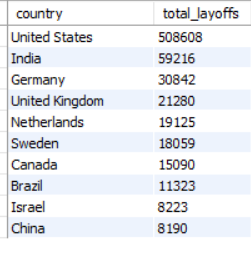 country total_layoffs
United States 508608
India 59216
Germany 30842
United Kingdom 21280
Netherlands 19125
Sweden 18059
Canada 15090
Brazil 11323
Israel 8223
China 8190